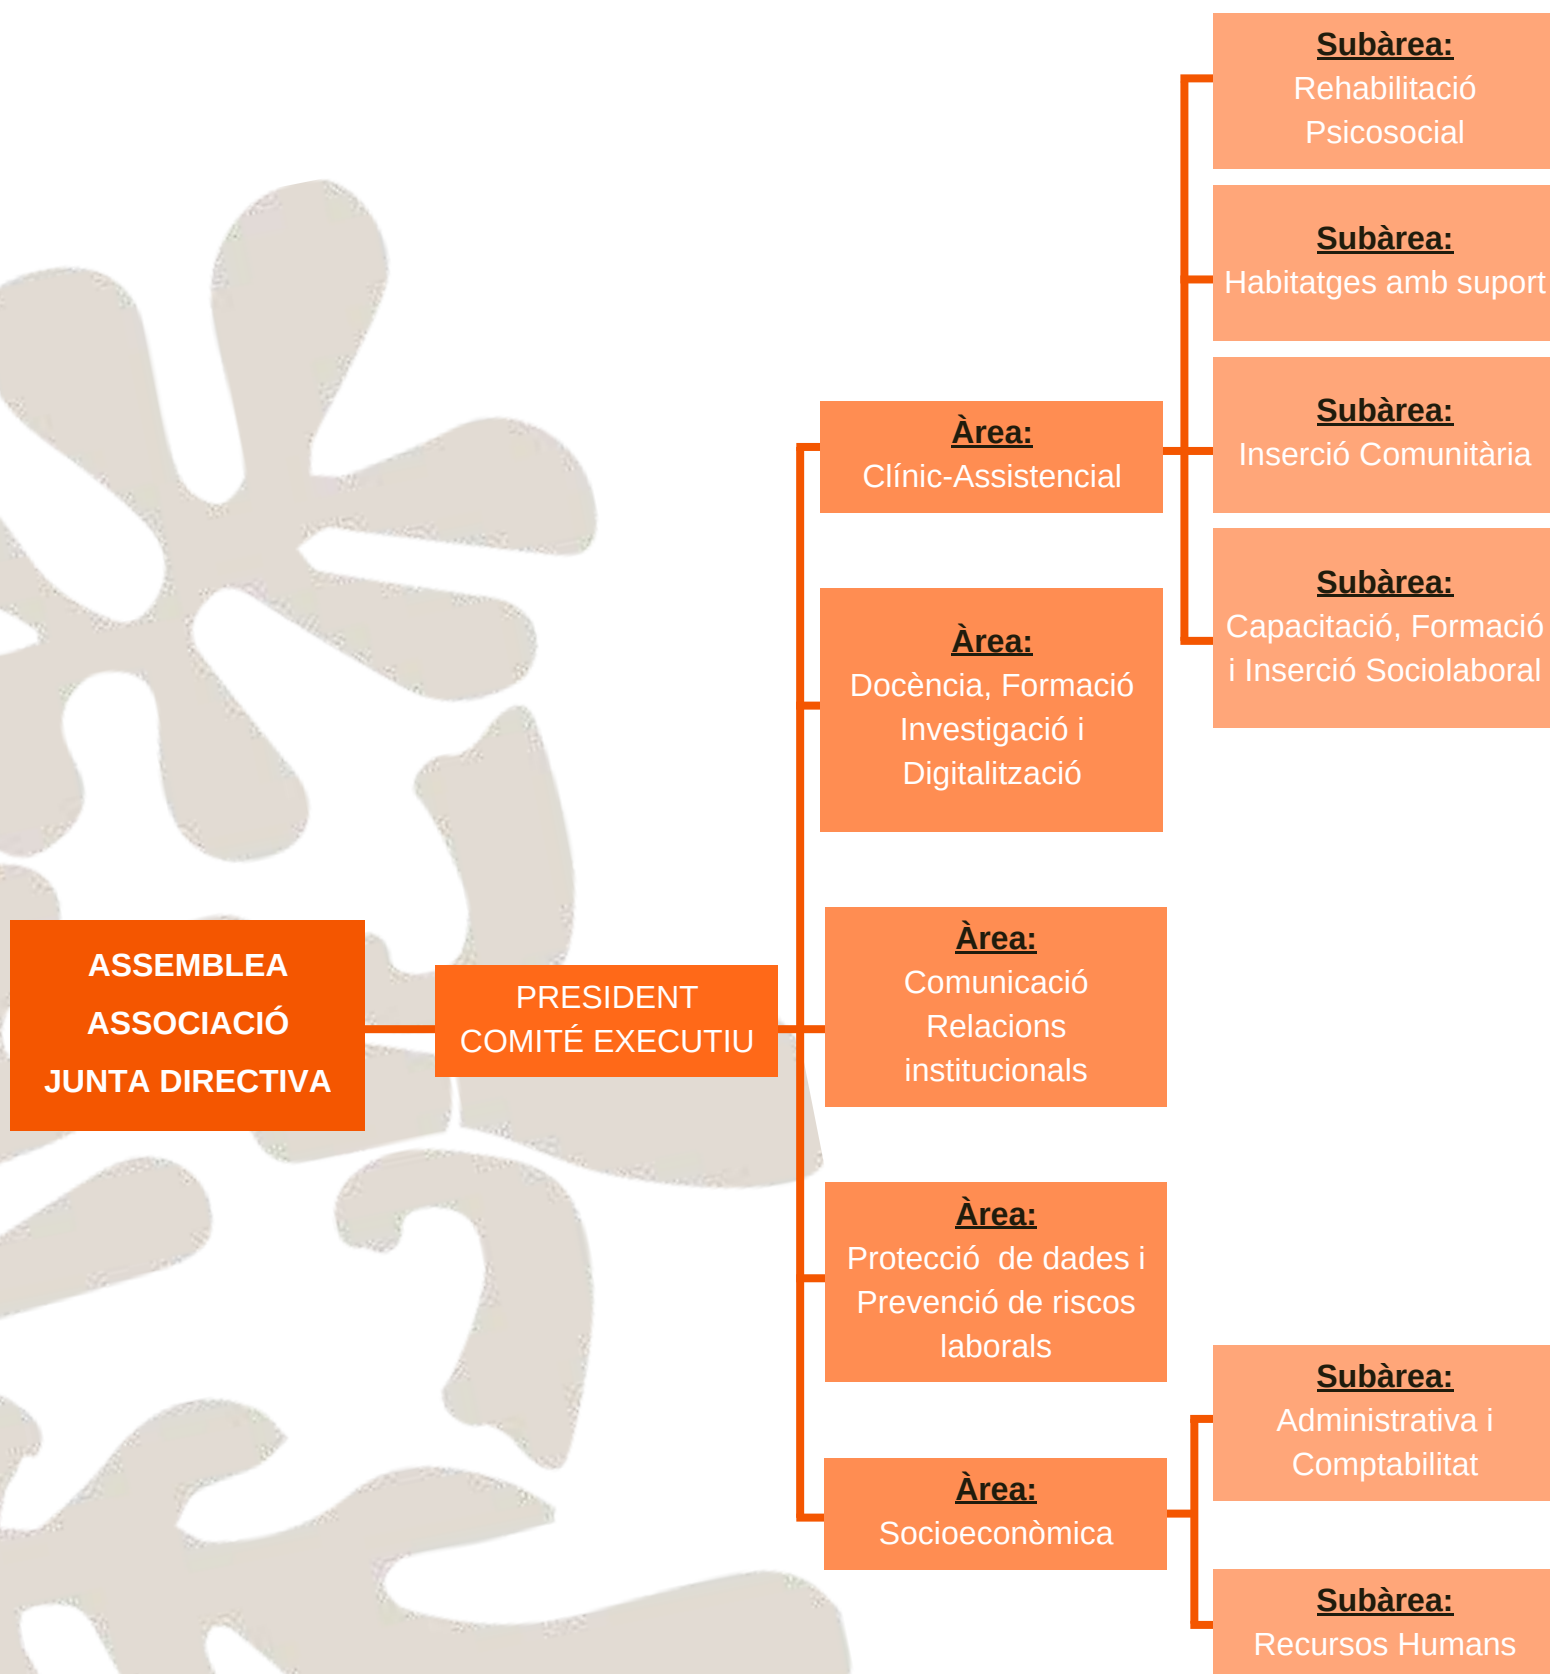 ASSEMBLEA
ASSOCIACIÓ
JUNTA DIRECTIVA
PRESIDENT
COMITÉ EXECUTIU
Àrea:
Clínic-Assistencial
Subàrea:
Rehabilitació
Psicosocial
Subàrea:
Habitatges amb suport
Subàrea:
Inserció Comunitària
Subàrea:
Capacitació, Formació
i Inserció Sociolaboral
Àrea:
Docència, Formació
Investigació i
Digitalització
Àrea:
Comunicació
Relacions
institucionals
Àrea:
Protecció  de dades i
Prevenció de riscos
laborals
Àrea:
Socioeconòmica
Subàrea:
Administrativa i
Comptabilitat
Subàrea:
Recursos Humans